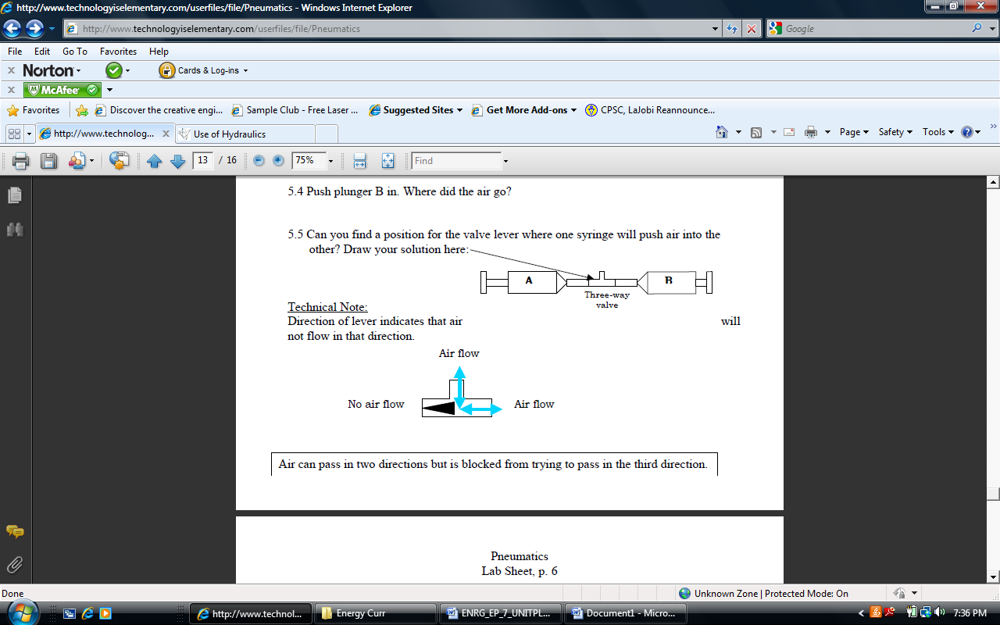 http://www.technologyiselementary.com/userfiles/file/Pneumatics - Windows Internet Explorer
http://www.technologyiselementary.com/userfiles/file/Pneumatics
Google
File Edit Go To Favorites Help
x Norton
Cards & Log-ins
x McAfee
Favorites Discover the creative engi... Sample Club - Free Laser ... Suggested Sites Get More Add-ons CPSC, LaJobi Reannounce...
http://www.technolog... x Use of Hydraulics Page Safety Tools »
13 / 16 75% Find
5.4 Push plunger B in. Where did the air go?
5.5 Can you find a position for the valve lever where one syringe will push air into the
other? Draw your solution here:
A B
Three-way
valve
Technical Note:
Direction of lever indicates that air will
not flow in that direction.
Air flow
No air flow Air flow
Air can pass in two directions but is blocked from trying to pass in the third direction.
Pneumatics
Lab Sheet, p. 6
Done Unknown Zone | Protected Mode: On
http://www.technol... Energy Curr ENRG_EP_7_UNITPL... Document1 - Micro... 7:36 PM